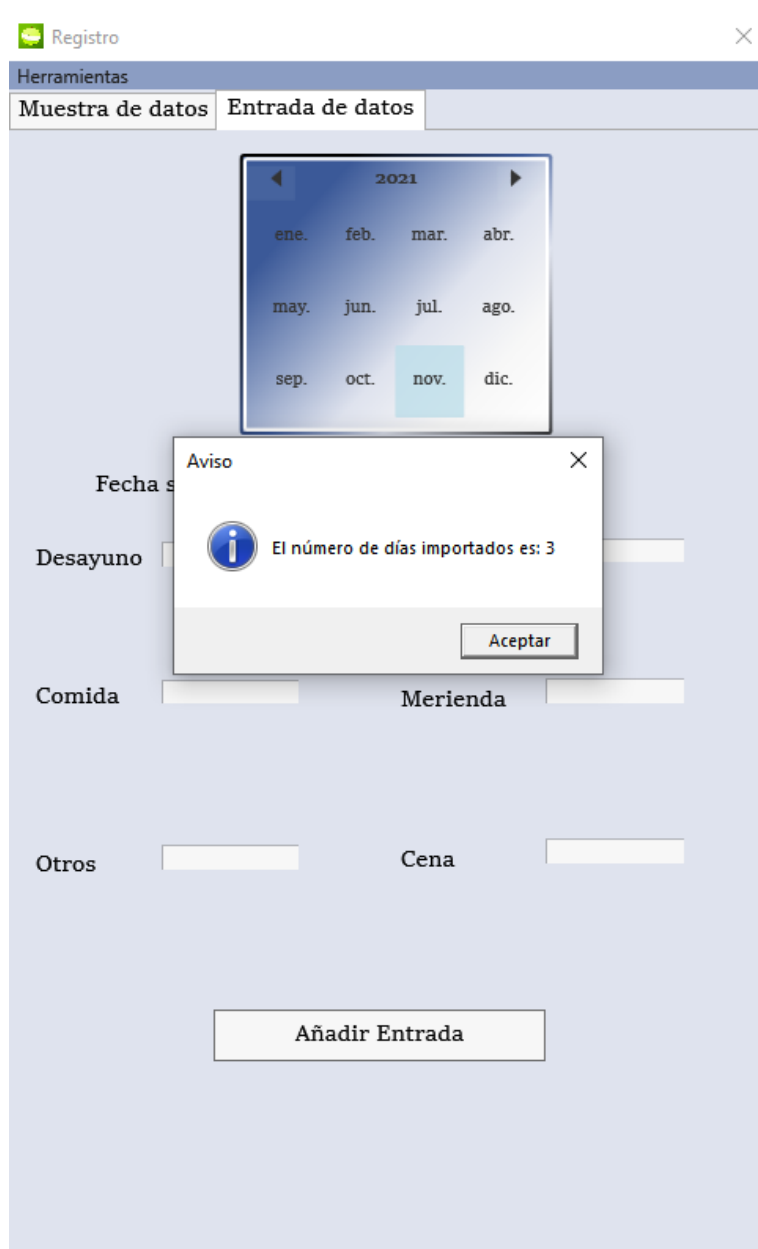 Registro
Herramientas
Muestra de datos Entrada de datos
2021
ene. feb. mar. abr.
may. jun. jul. ago.
sep. oct. nov. dic.
Aviso
Fecha s
El número de días importados es: 3
Desayuno
Aceptar
Comida Merienda
Otros Cena
Añadir Entrada